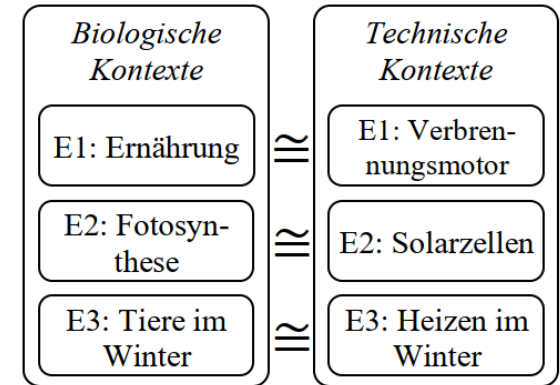 Biologische
Kontexte
E1: Ernährung
E2: Fotosyn-
these
E3: Tiere im
Winter
≅
≅
≅
Technische
Kontexte
E1: Verbren-
nungsmotor
E2: Solarzellen
E3: Heizen im
Winter